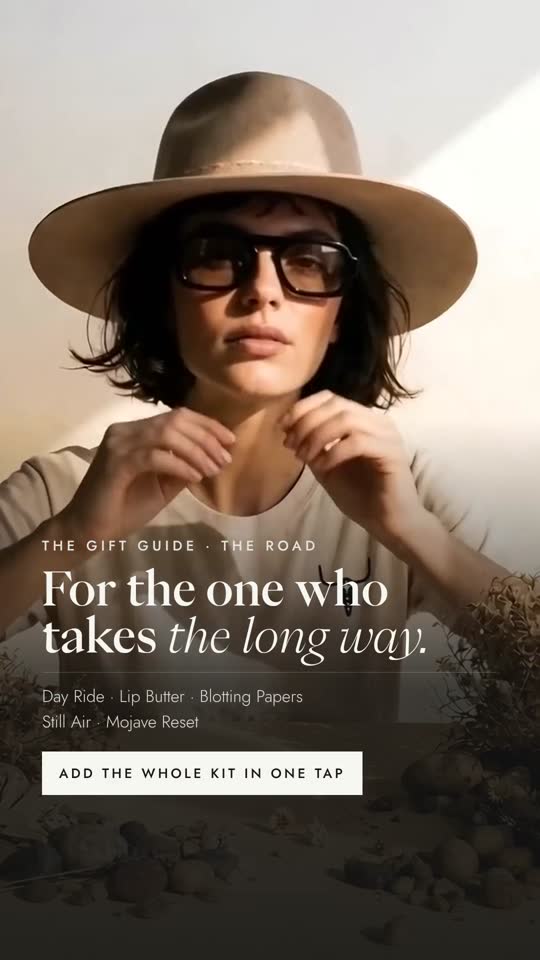 THE GIFT GUIDE · THE ROAD
For the one who
takes the long way.
Day Ride · Lip Butter · Blotting Papers
Still Air · Mojave Reset
ADD THE WHOLE KIT IN ONE TAP